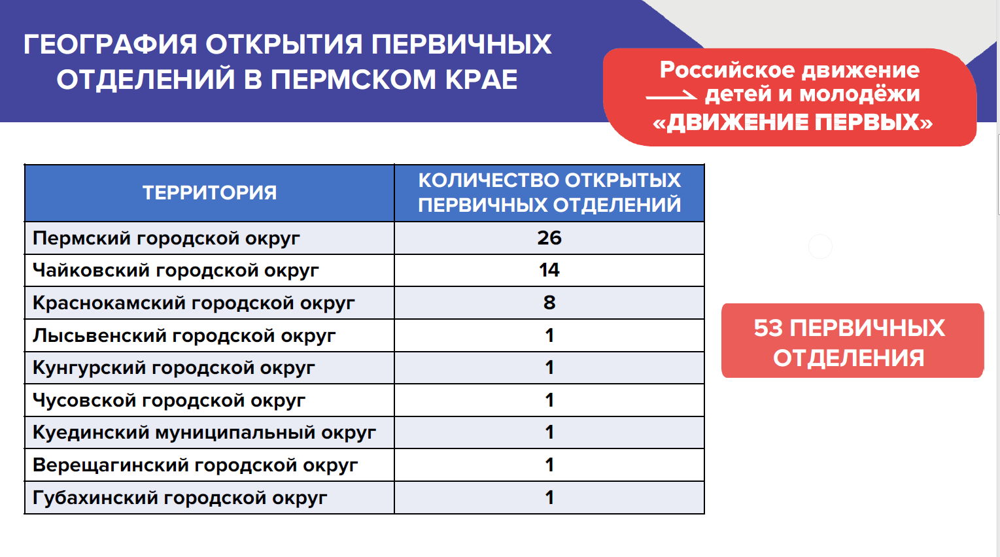 ГЕОГРАФИЯ ОТКРЫТИЯ ПЕРВИЧНЫХ
ОТДЕЛЕНИЙ В ПЕРМСКОМ КРАЕ
Российское движение
детей и молодёжи
«ДВИЖЕНИЕ ПЕРВЫХ»
ТЕРРИТОРИЯ
КОЛИЧЕСТВО ОТКРЫТЫХ
ПЕРВИЧНЫХ ОТДЕЛЕНИЙ
Пермский городской округ 26
Чайковский городской округ 14
Краснокамский городской округ 8
Лысьвенский городской округ 1
Кунгурский городской округ 1
Чусовской городской округ 1
Куединский муниципальный округ 1
Верещагинский городской округ 1
Губахинский городской округ 1
53 ПЕРВИЧНЫХ
ОТДЕЛЕНИЯ